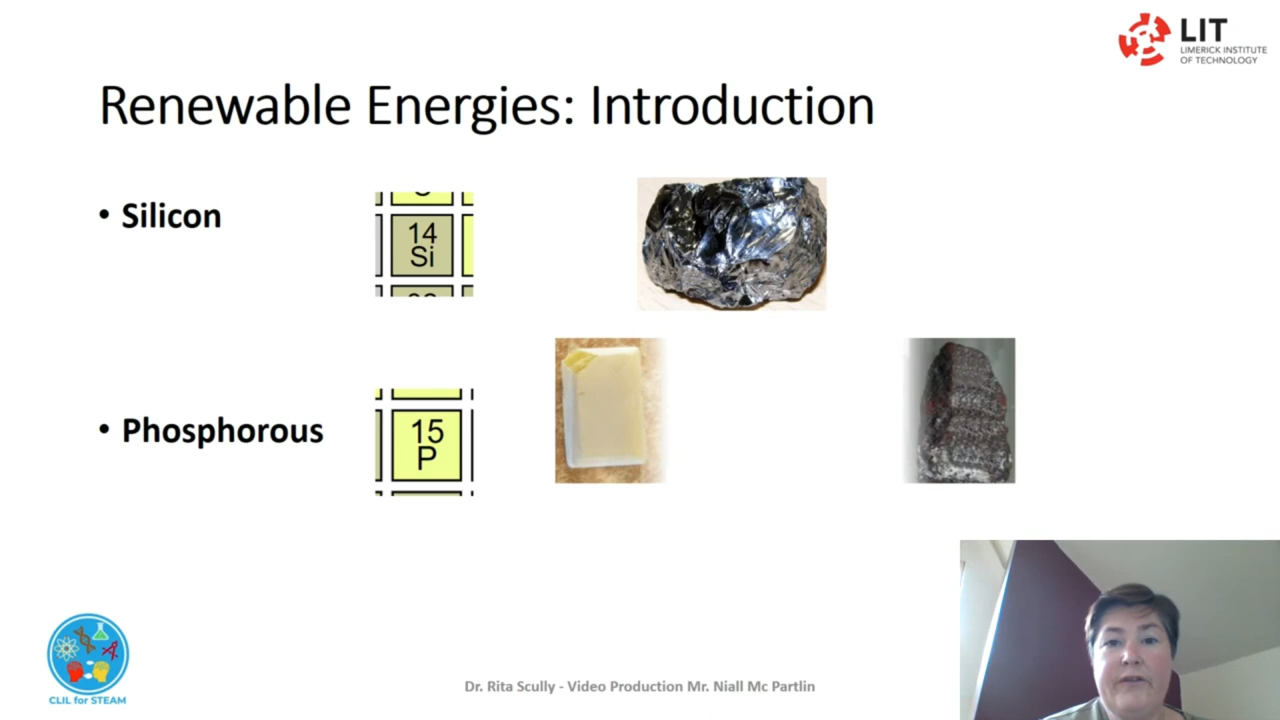 LIT
LIMERICK INSTITUTE
OF TECHNOLOGY
Renewable Energies: Introduction
• Silicon
14
Si
• Phosphorous
15
P
CLIL for STEAM
Dr. Rita Scully - Video Production Mr. Niall Mc Partlin